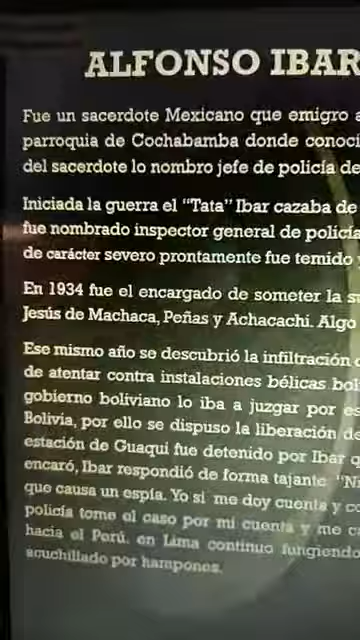 ALFONSO IBAR
Fue un sacerdote Mexicano que emigro a
parroquia de Cochabamba donde conoci
del sacerdote lo nombro jefe de policía de
Iniciada la guerra el "Tata" Ibar cazaba de
fue nombrado inspector general de policía
de carácter severo prontamente fue temido y
En 1934 fue el encargado de someter la su
Jesús de Machaca, Peñas y Achacachi. Algo
Ese mismo año se descubrió la infiltración d
de atentar contra instalaciones bélicas bol
gobierno boliviano lo iba a juzgar por es
Bolivia, por ello se dispuso la liberación de
estación de Guaqui fue detenido por Ibar q
encaró, Ibar respondió de forma tajante "Ni
que causa un espía. Yo si me doy cuenta y co
policía tome el caso por mi cuenta y me c
hacia el Perú. en Lima continuo fungiendo
acuchillado por hampones.